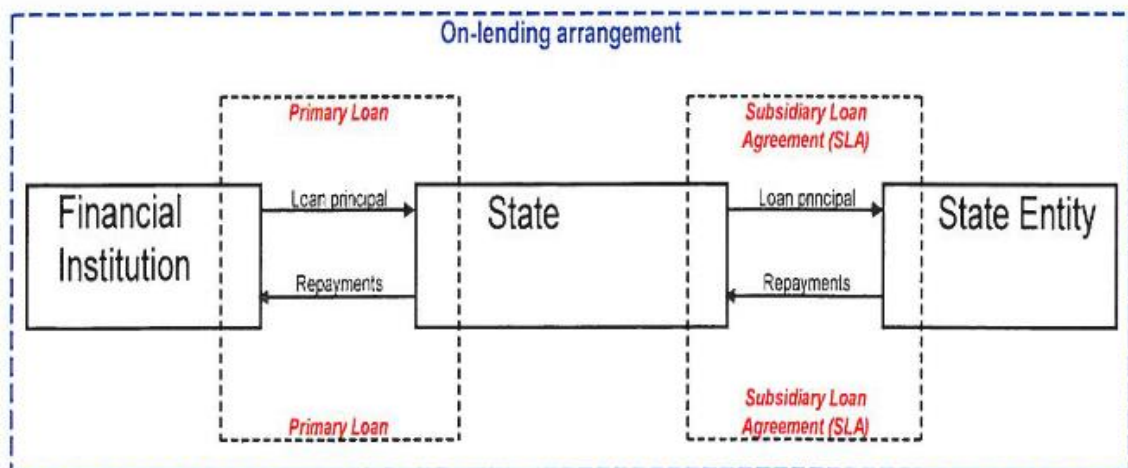 On-lending arrangement
Primary Loan
Subsidiary Loan
Agreement (SLA)
Financial
Institution
Loan principal
Repayments
State
Loan principal
Repayments
State Entity
Primary Loan
Subsidiary Loan
Agreement (SLA)